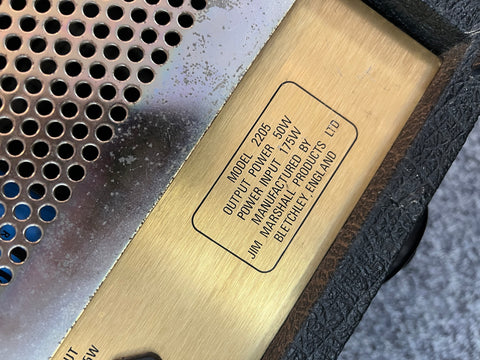 MODEL 2205
OUTPUT POWER 50W
POWER INPUT 175W
MANUFACTURED BY
JIM MARSHALL PRODUCTS LTD
BLETCHLEY, ENGLAND